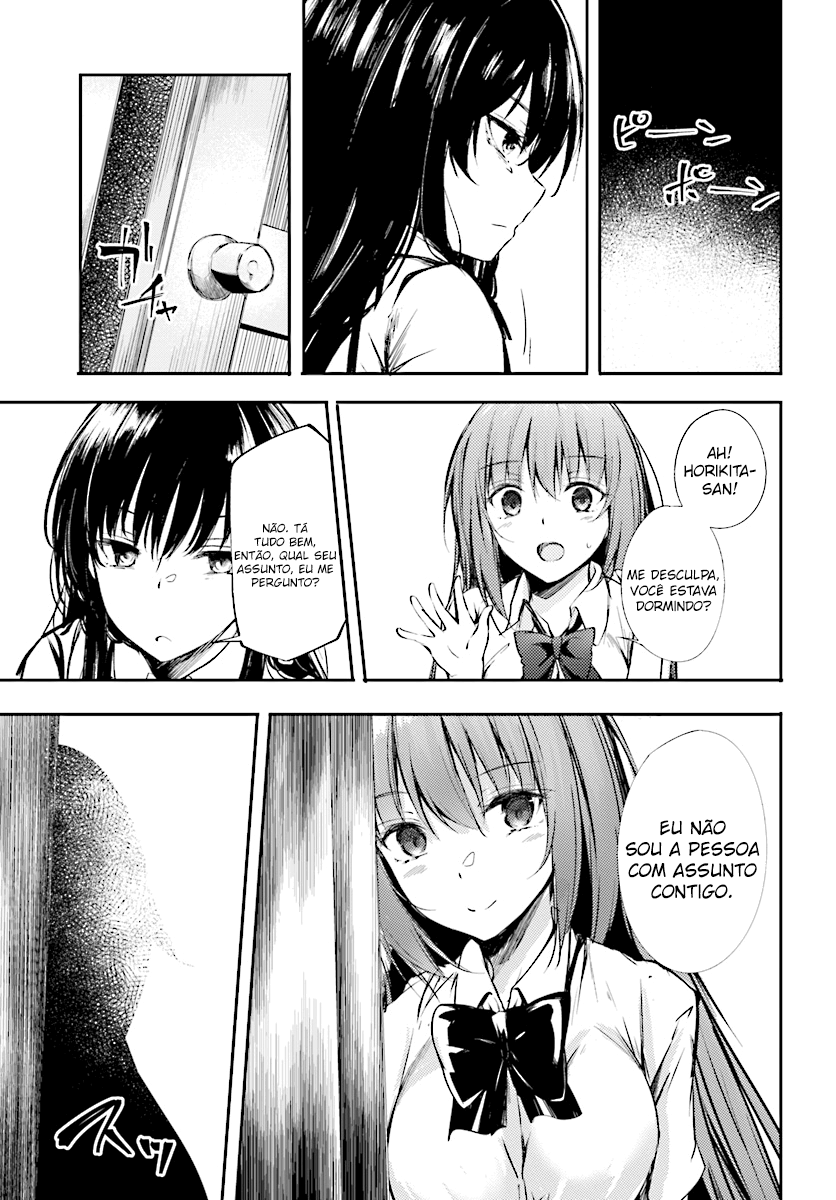 ピーン
ポーン
ガチャ
AH!
HORIKITA-
SAN!
ME DESCULPA,
VOCÊ ESTAVA
DORMINDO?
NÃO. TÁ
TUDO BEM,
ENTÃO, QUAL SEU
ASSUNTO, EU ME
PERGUNTO?
EU NÃO
SOU A PESSOA
COM ASSUNTO
CONTIGO.
スッ